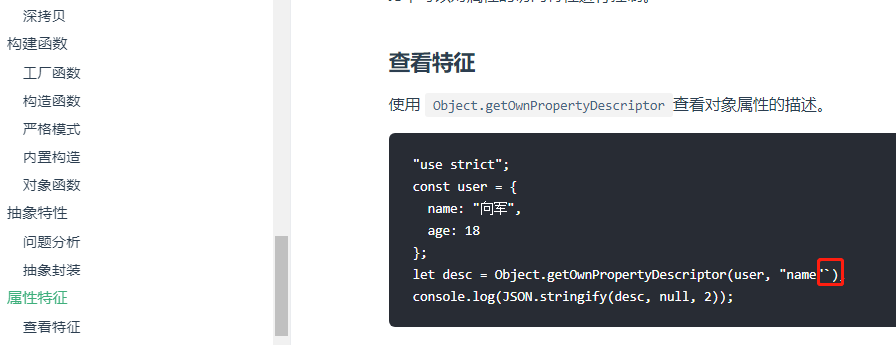 深拷贝
构建函数
工厂函数
构造函数
严格模式
内置构造
对象函数
抽象特性
问题分析
抽象封装
属性特征
查看特征
查看特征
使用 Object.getOwnPropertyDescriptor 查看对象属性的描述。
"use strict";
const user = {
name: "向军",
age: 18
};
let desc = Object.getOwnPropertyDescriptor(user, "name"`)
console.log(JSON.stringify(desc, null, 2));